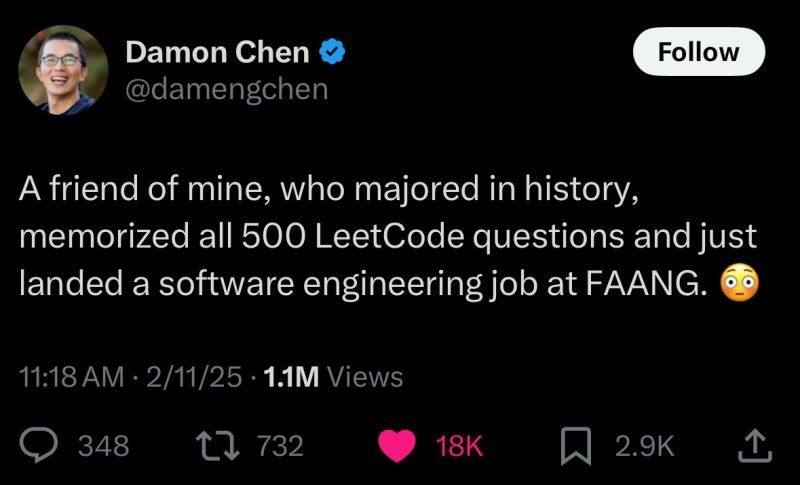 Damon Chen
@damengchen
Follow
A friend of mine, who majored in history,
memorized all 500 LeetCode questions and just
landed a software engineering job at FAANG. 😳
11:18 AM · 2/11/25 · 1.1M Views
348 732 18K 2.9K